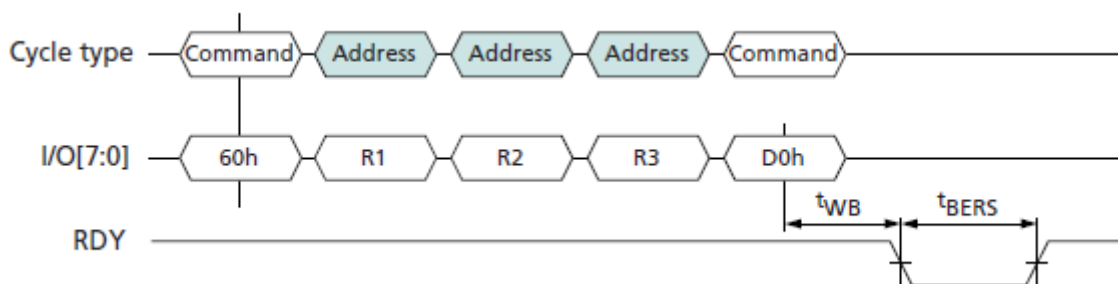 Cycle type Command Address Address Address Command
I/O[7:0] 60h R1 R2 R3 D0h
tWB tBERS
RDY